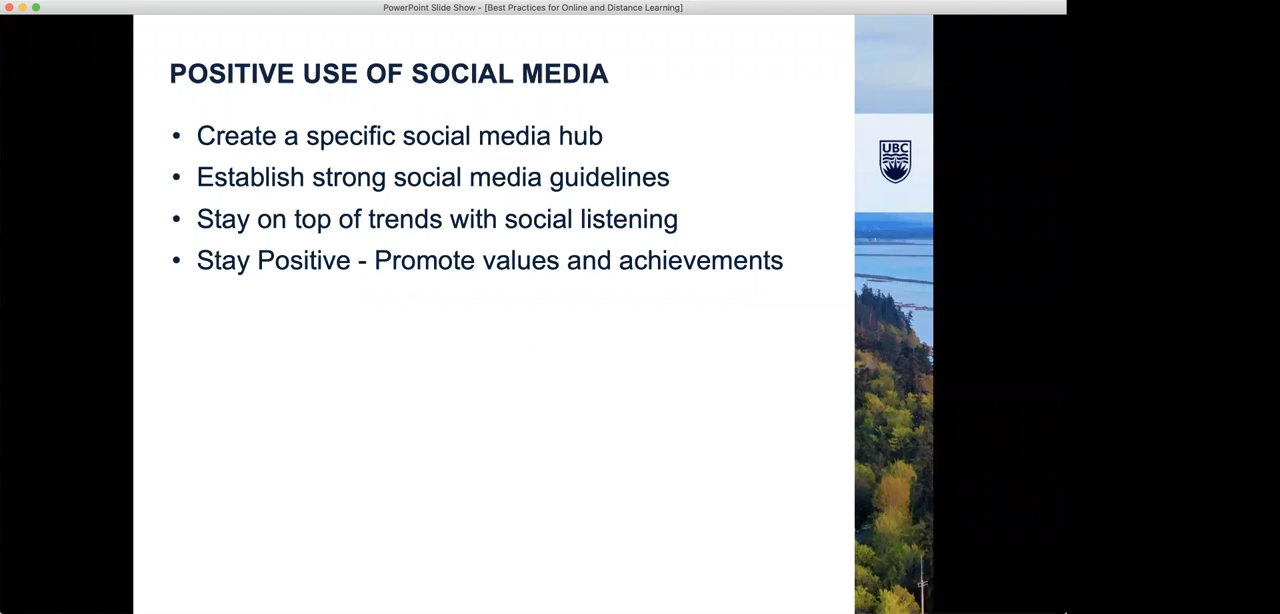 PowerPoint Slide Show - [Best Practices for Online and Distance Learning]
POSITIVE USE OF SOCIAL MEDIA
• Create a specific social media hub
• Establish strong social media guidelines
• Stay on top of trends with social listening
• Stay Positive - Promote values and achievements
UBC